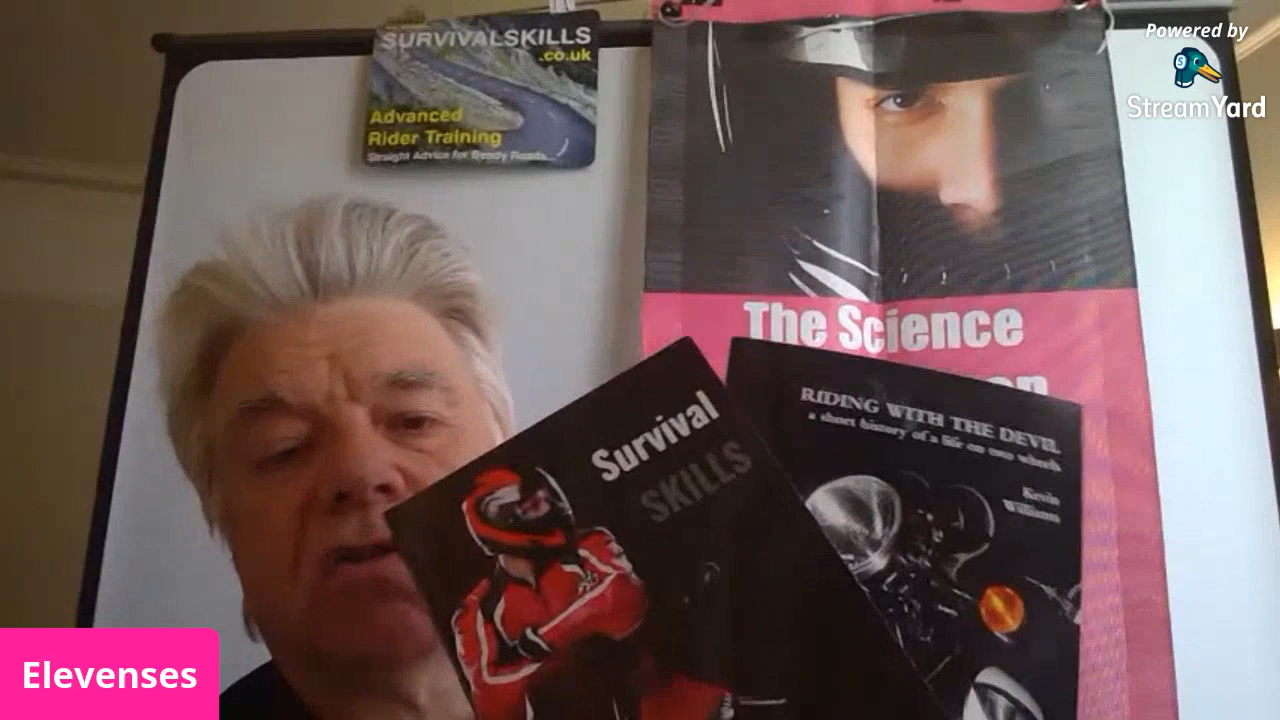 SURVIVALSKILLS
.co.uk
Advanced
Rider Training
Straight Advice for Bendy Roads...
Powered by
StreamYard
The Science
Survival
SKILLS
RIDING WITH THE DEVIL
a short history of a life on two wheels
Kevin
Williams
Elevenses